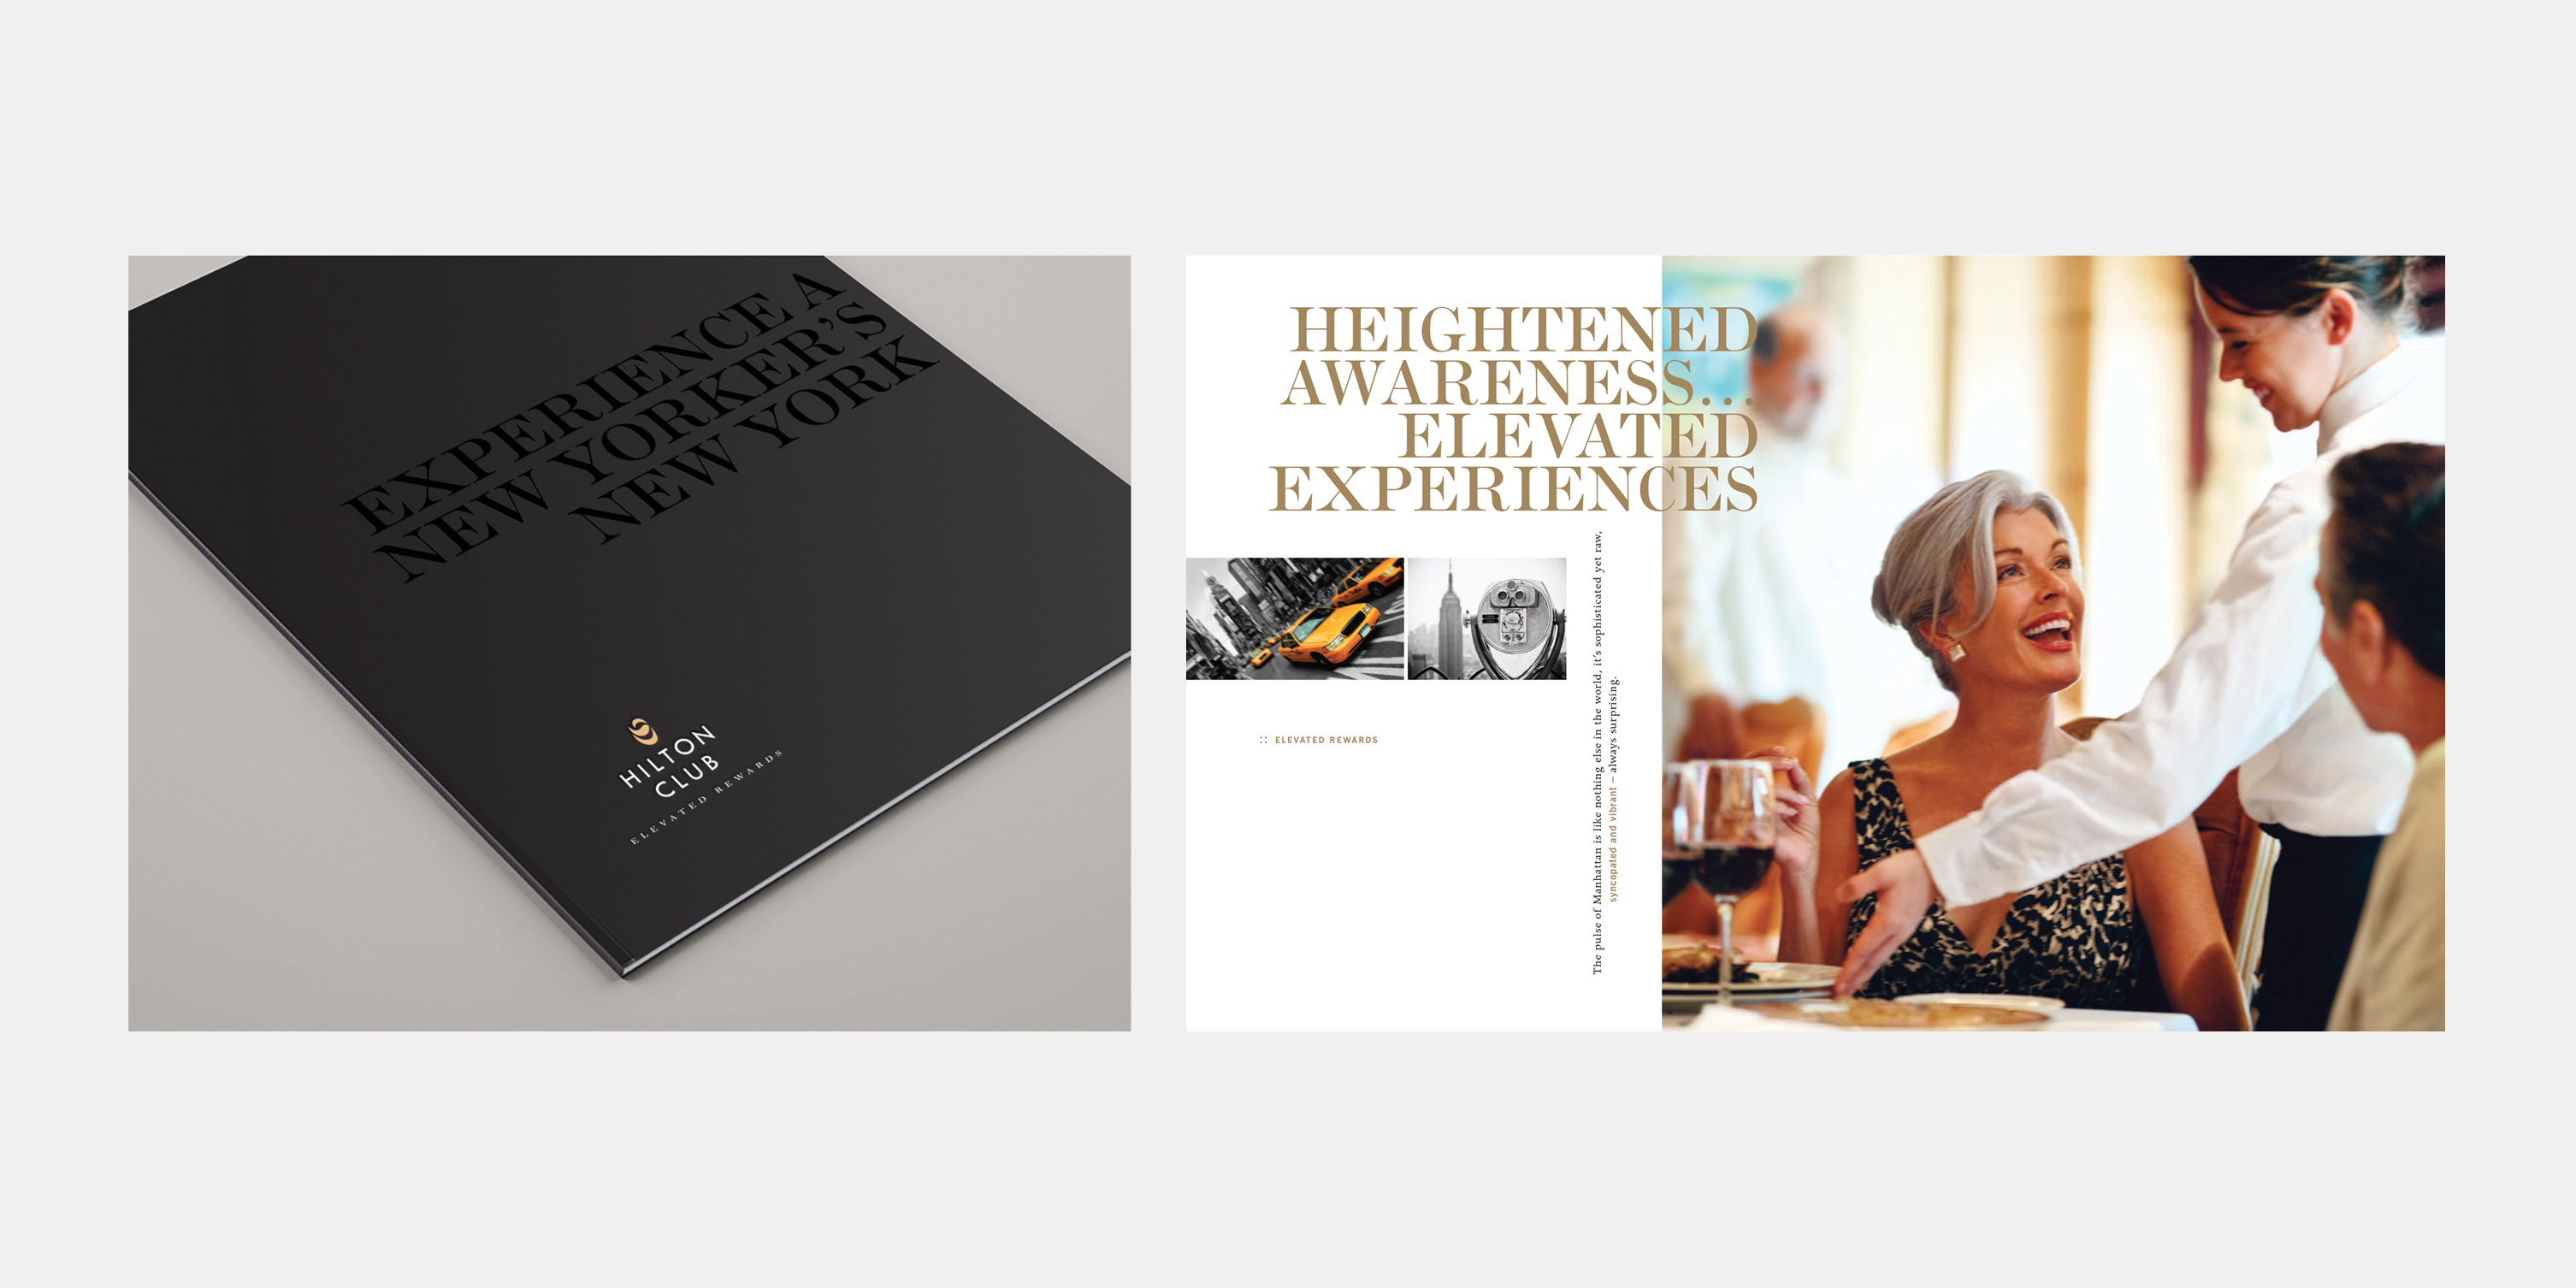 EXPERIENCE A
NEW YORKER'S
NEW YORK
HILTON
CLUB
ELEVATED REWARDS
HEIGHTENED
AWARENESS...
ELEVATED
EXPERIENCES
:: ELEVATED REWARDS
The pulse of Manhattan is like nothing else in the world, it's sophisticated yet raw,
syncopated and vibrant – always surprising.